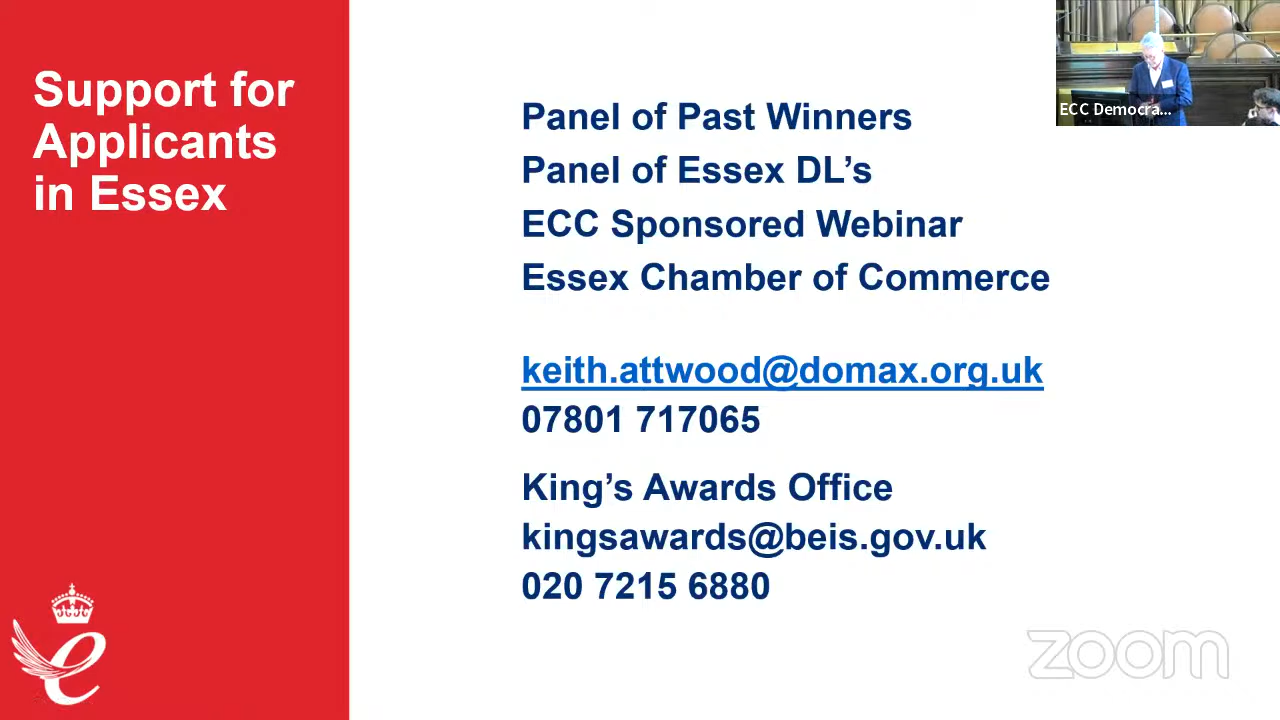 Support for
Applicants
in Essex
Panel of Past Winners
Panel of Essex DL’s
ECC Sponsored Webinar
Essex Chamber of Commerce
keith.attwood@domax.org.uk
07801 717065
King’s Awards Office
kingsawards@beis.gov.uk
020 7215 6880
ECC Democra...
zoom